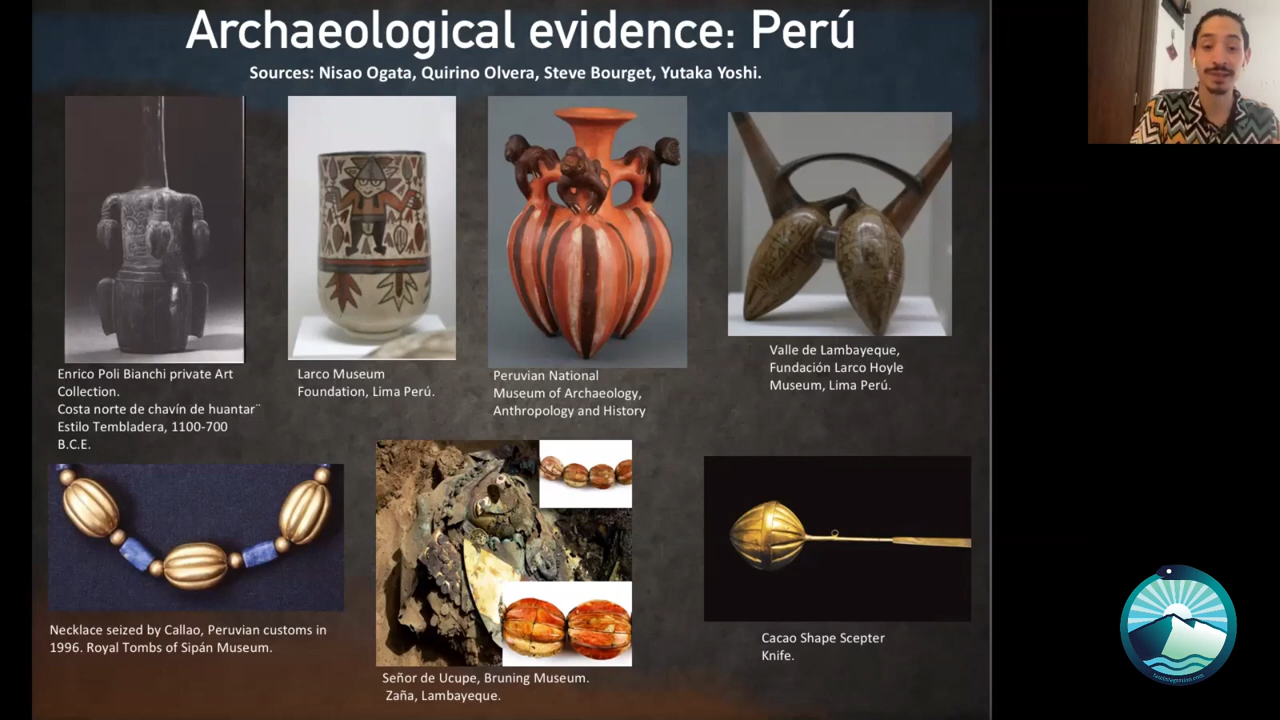 Archaeological evidence: Perú
Sources: Nisao Ogata, Quirino Olvera, Steve Bourget, Yutaka Yoshi.
Enrico Poli Bianchi private Art
Collection.
Costa norte de chavín de huantar¨
Estilo Tembladera, 1100-700
B.C.E.
Larco Museum
Foundation, Lima Perú.
Peruvian National
Museum of Archaeology,
Anthropology and History
Valle de Lambayeque,
Fundación Larco Hoyle
Museum, Lima Perú.
Necklace seized by Callao, Peruvian customs in
1996. Royal Tombs of Sipán Museum.
Señor de Ucupe, Bruning Museum.
Zaña, Lambayeque.
Cacao Shape Scepter
Knife.